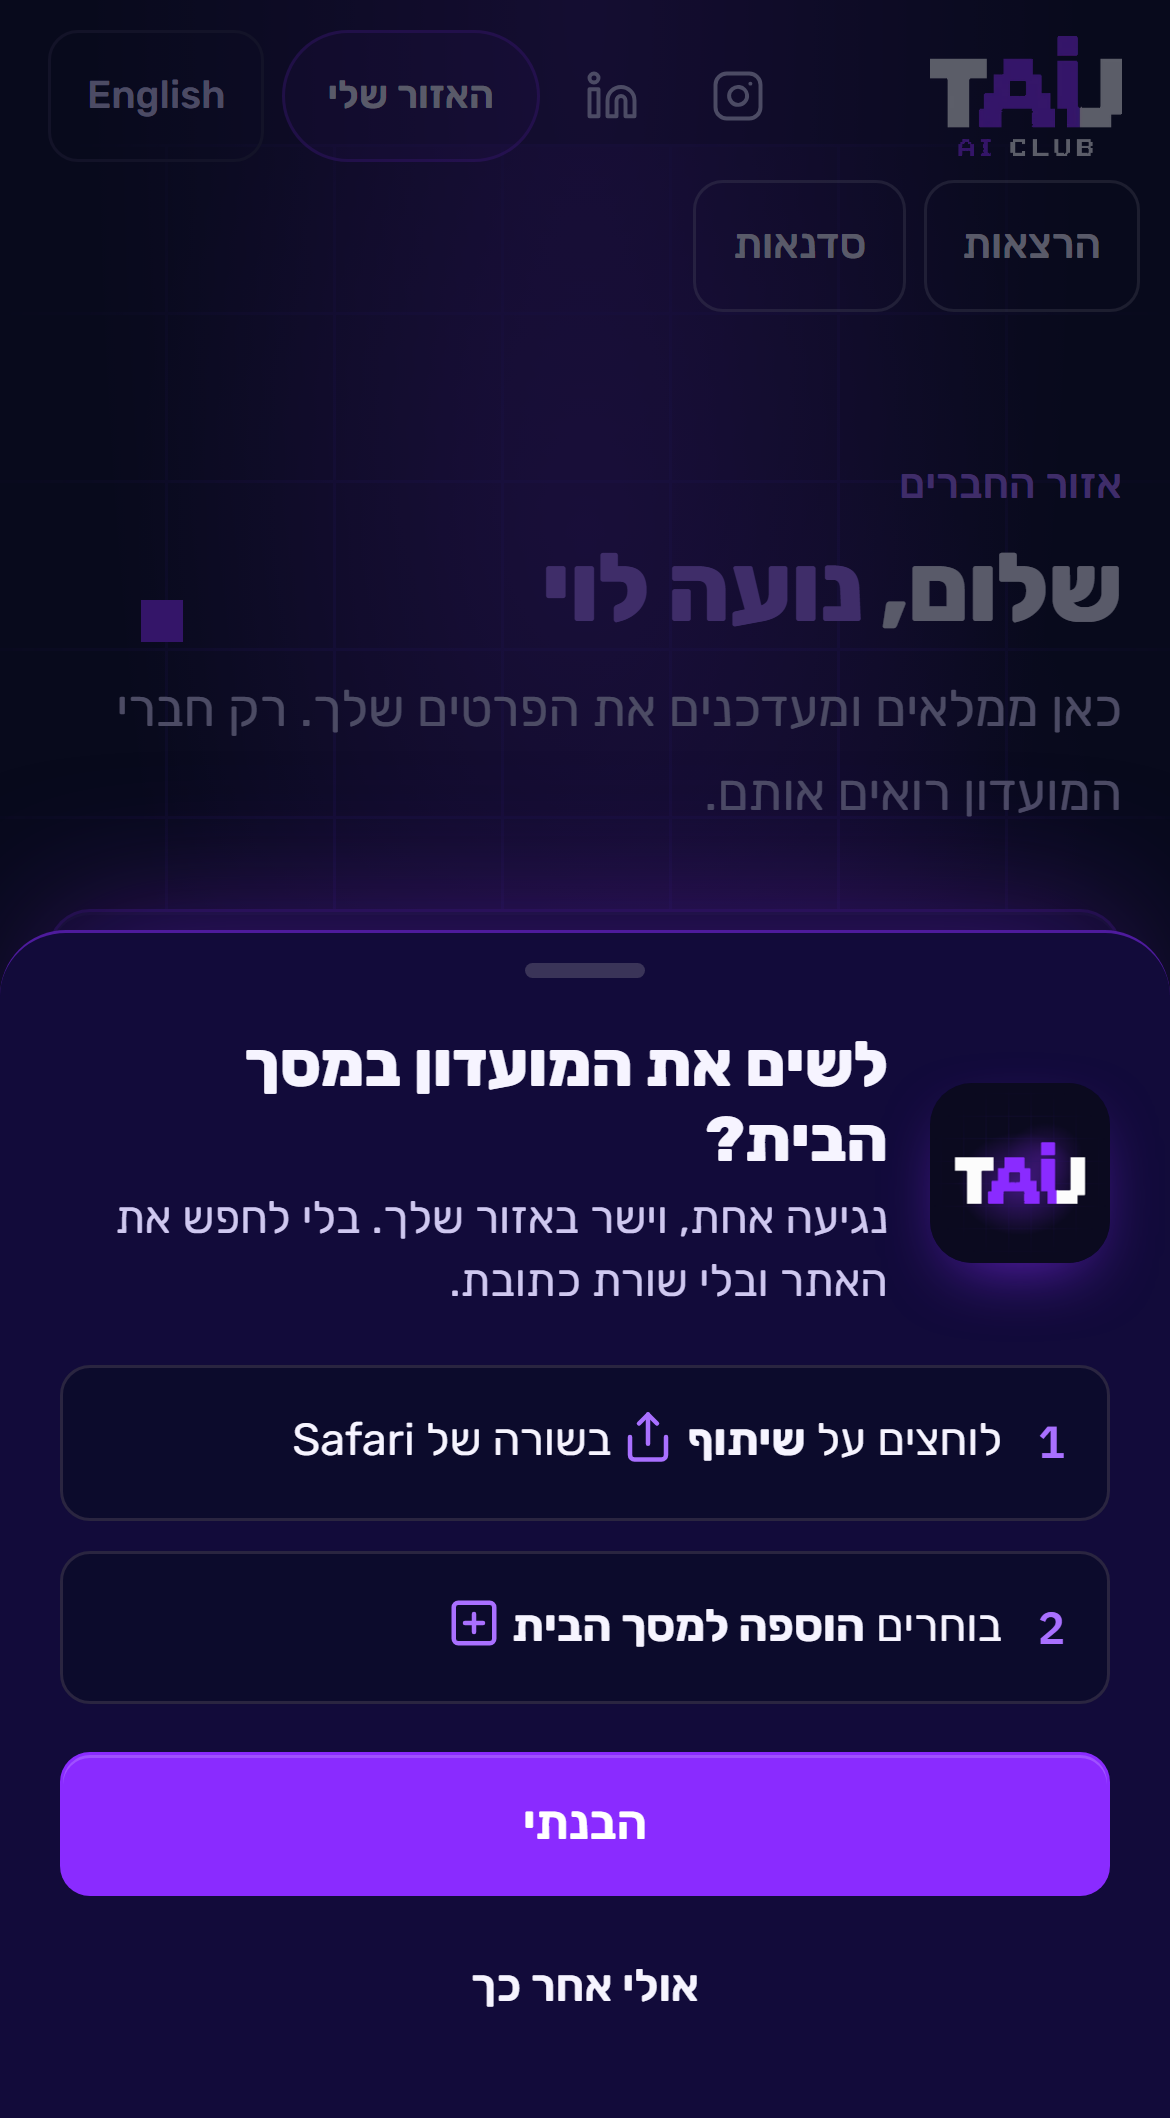 TAU
AI CLUB
האזור שלי
English
הרצאות
סדנאות
אזור החברים
שלום, נועה לוי
כאן ממלאים ומעדכנים את הפרטים שלך. רק חברי
המועדון רואים אותם.
לשים את המועדון במסך
הבית?
נגיעה אחת, וישר באזור שלך. בלי לחפש את
האתר ובלי שורת כתובת.
TAiU
1 לוחצים על שיתוף בשורה של Safari
2 בוחרים הוספה למסך הבית
הבנתי
אולי אחר כך